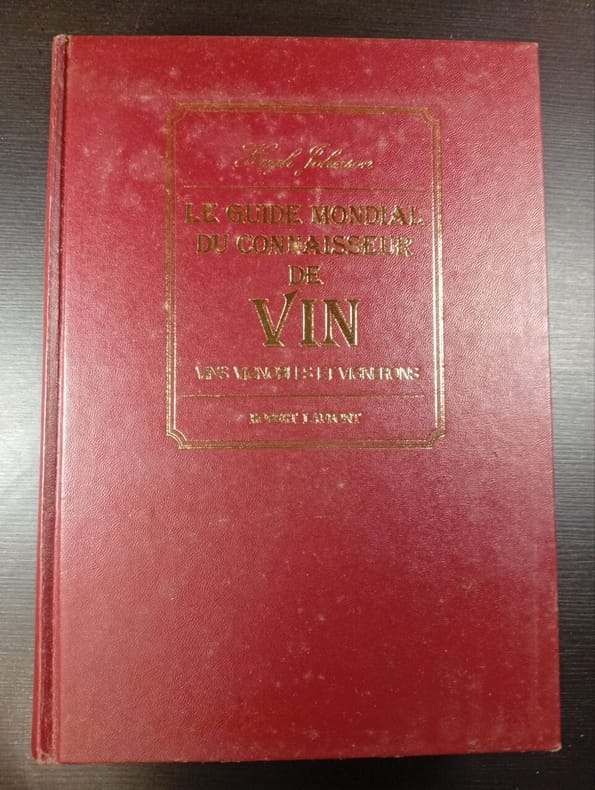 Hugh Johnson
LE GUIDE MONDIAL
DU CONNAISSEUR
DE
VIN
VINS VIGNOBLES ET VIGNERONS
ROBERT LAFFONT